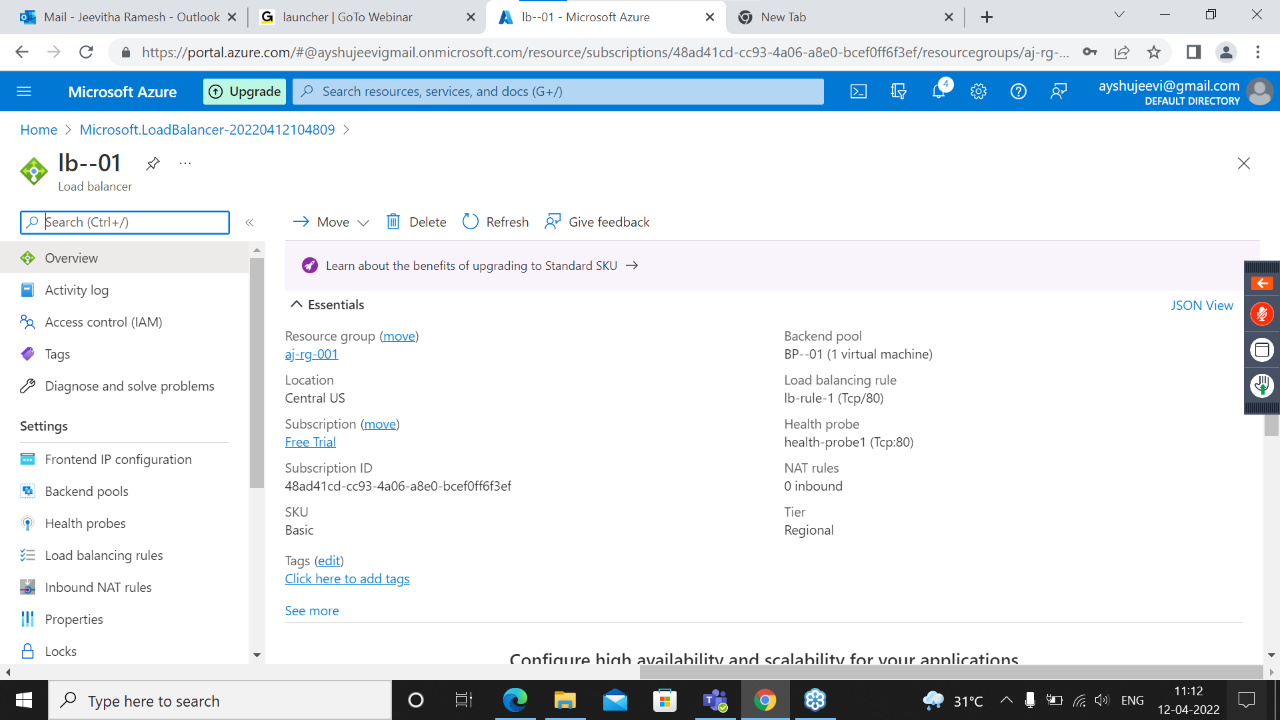 Mail - Jeevitha Ramesh - Outlook
launcher | GoTo Webinar
lb--01 - Microsoft Azure
New Tab
https://portal.azure.com/#@ayshujeevigmail.onmicrosoft.com/resource/subscriptions/48ad41cd-cc93-4a06-a8e0-bcef0ff6f3ef/resourcegroups/aj-rg-...
Microsoft Azure
Upgrade
Search resources, services, and docs (G+/)
4
ayshujeevi@gmail.com
DEFAULT DIRECTORY
Home > Microsoft.LoadBalancer-20220412104809 >
lb--01
...
Load balancer
Search (Ctrl+/)
«
Move
Delete
Refresh
Give feedback
Overview
Activity log
Access control (IAM)
Tags
Diagnose and solve problems
Settings
Frontend IP configuration
Backend pools
Health probes
Load balancing rules
Inbound NAT rules
Properties
Locks
Learn about the benefits of upgrading to Standard SKU →
Essentials
JSON View
Resource group (move)
aj-rg-001
Location
Central US
Subscription (move)
Free Trial
Subscription ID
48ad41cd-cc93-4a06-a8e0-bcef0ff6f3ef
SKU
Basic
Tags (edit)
Click here to add tags
See more
Backend pool
BP--01 (1 virtual machine)
Load balancing rule
lb-rule-1 (Tcp/80)
Health probe
health-probe1 (Tcp:80)
NAT rules
0 inbound
Tier
Regional
Configure high availability and scalability for your applications
Type here to search
31°C
ENG
11:12
12-04-2022